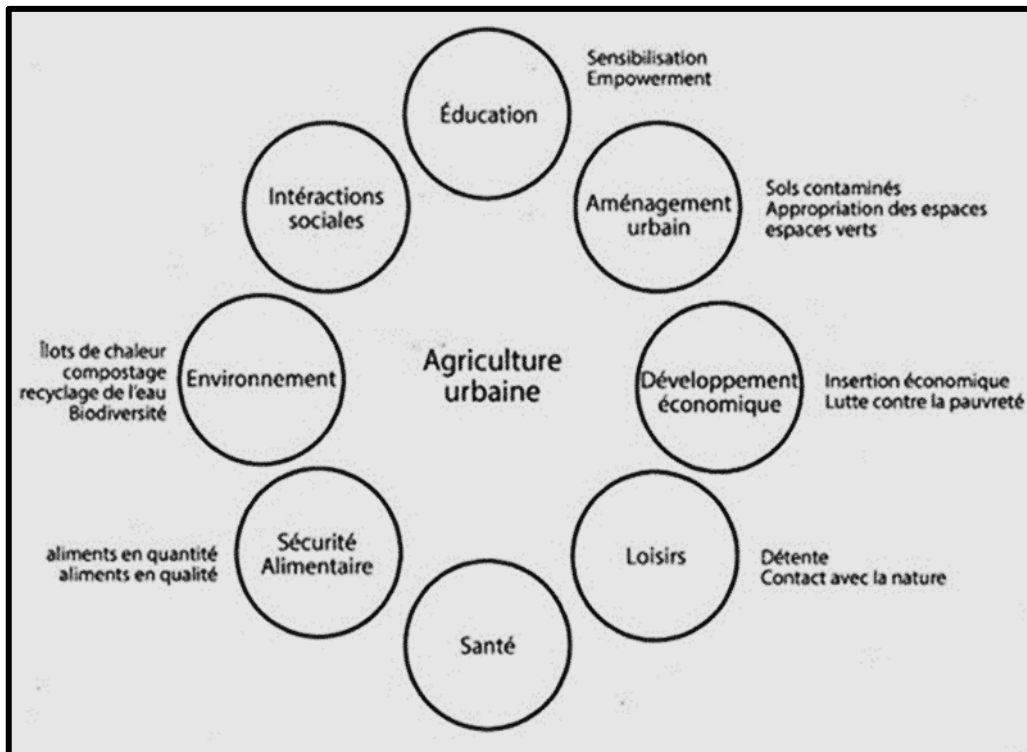 Éducation
Sensibilisation
Empowerment
Intéractions
sociales
Aménagement
urbain
Sols contaminés
Appropriation des espaces
espaces verts
Îlots de chaleur
compostage
recyclage de l'eau
Biodiversité
Environnement
Agriculture
urbaine
Développement
économique
Insertion économique
Lutte contre la pauvreté
aliments en quantité
aliments en qualité
Sécurité
Alimentaire
Loisirs
Détente
Contact avec la nature
Santé